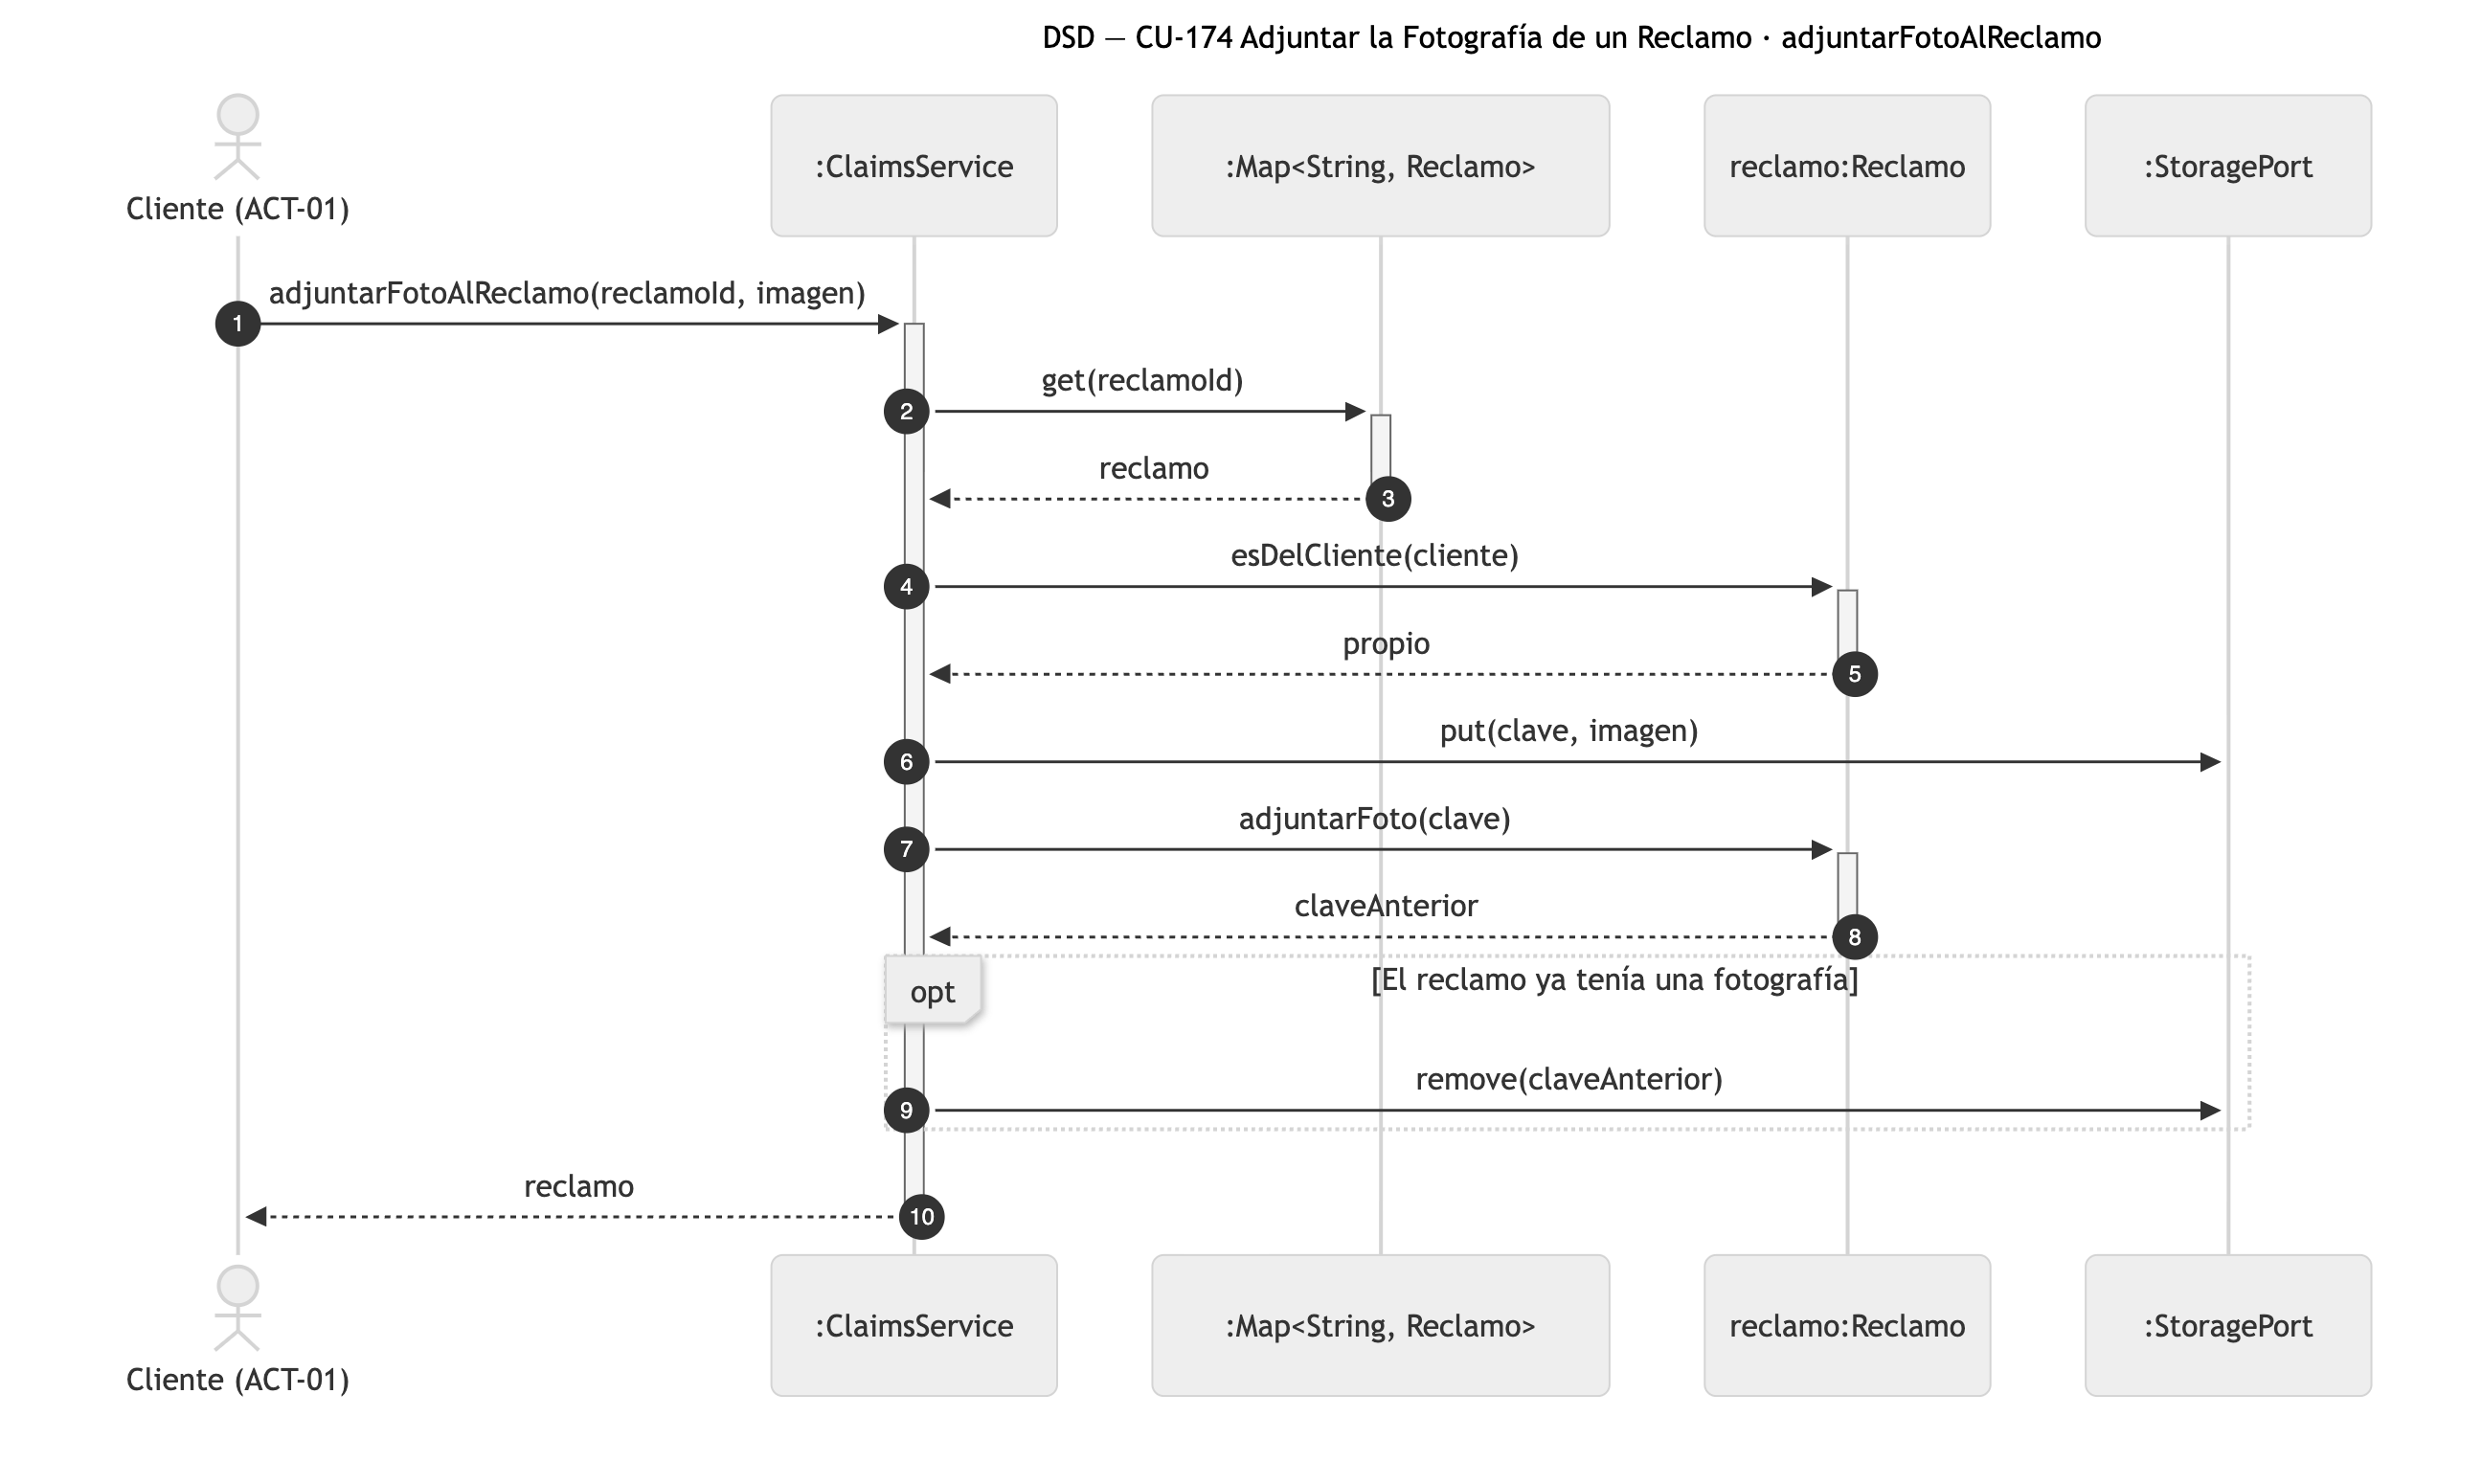 DSD — CU-174 Adjuntar la Fotografía de un Reclamo · adjuntarFotoAlReclamo
Cliente (ACT-01)
:ClaimsService
:Map<String, Reclamo>
reclamo:Reclamo
:StoragePort
adjuntarFotoAlReclamo(reclamoId, imagen)
1
get(reclamoId)
2
reclamo
3
esDelCliente(cliente)
4
propio
5
put(clave, imagen)
6
adjuntarFoto(clave)
7
claveAnterior
8
opt
[El reclamo ya tenía una fotografía]
remove(claveAnterior)
9
reclamo
10
Cliente (ACT-01)
:ClaimsService
:Map<String, Reclamo>
reclamo:Reclamo
:StoragePort